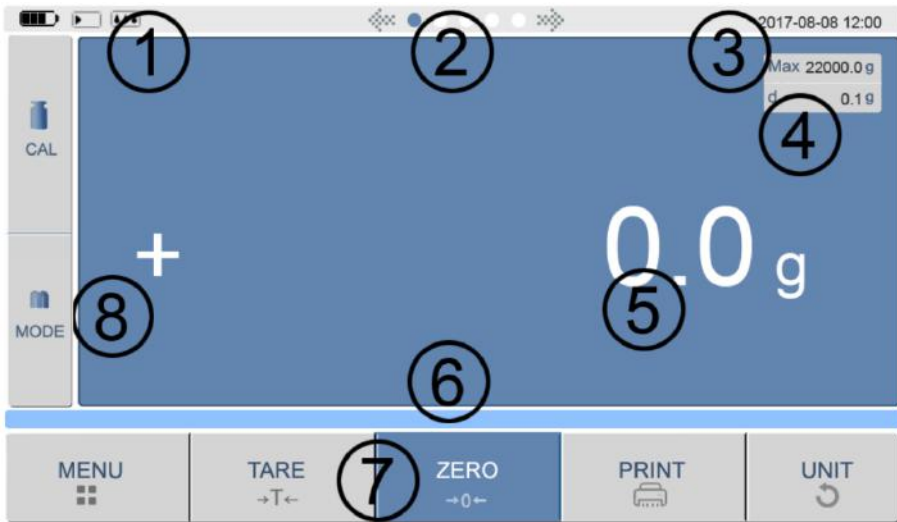 2017-08-08 12:00
1
2
3
Max 22000.0 g
d 0.1 g
4
CAL
+ 0.0 g
5
MODE
8
6
MENU
TARE
→T←
7
ZERO
→0←
PRINT
UNIT